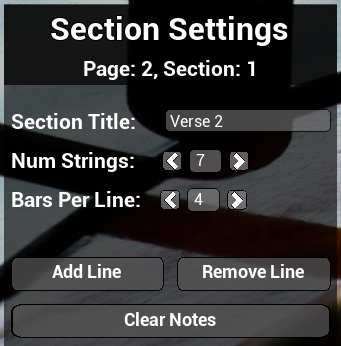 Section Settings
Page: 2, Section: 1
Section Title: Verse 2
Num Strings: 7
Bars Per Line: 4
Add Line Remove Line
Clear Notes